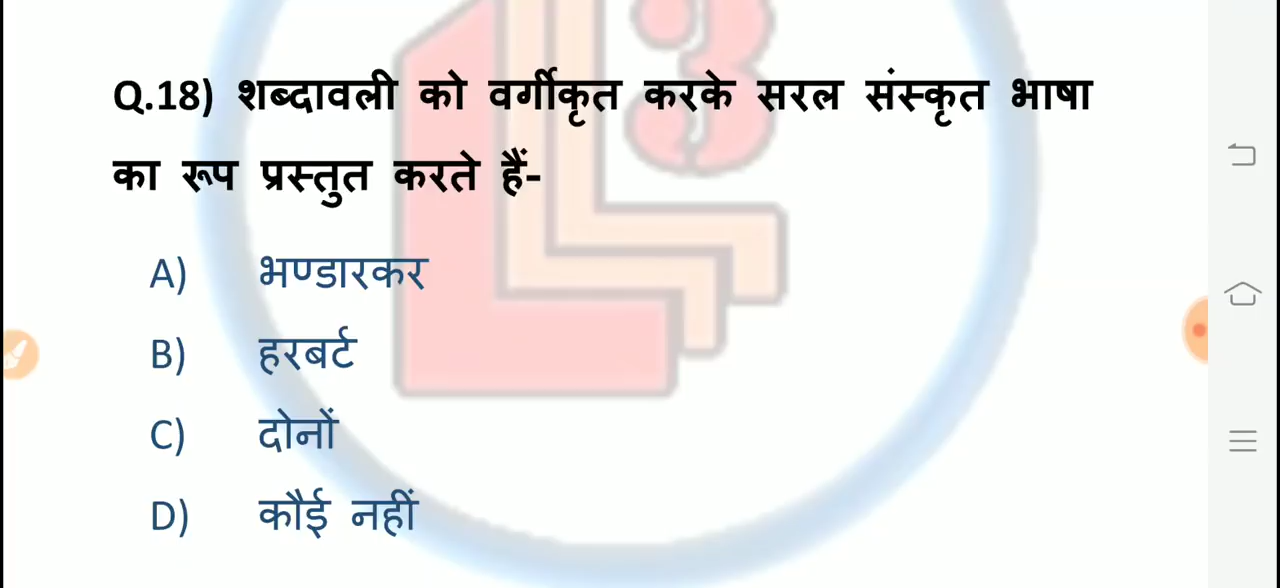 Q.18) शब्दावली को वर्गीकृत करके सरल संस्कृत भाषा
का रूप प्रस्तुत करते हैं-
A) भण्डारकर
B) हरबर्ट
C) दोनों
D) कौई नहीं